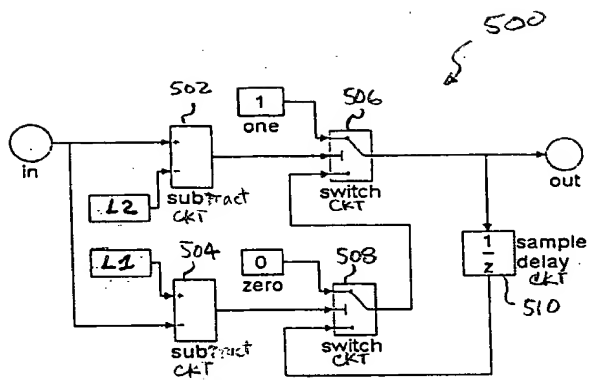 500
502
1
one
506
in
+
-
L2
subtract
CKT
switch
CKT
out
L1
504
+
-
0
zero
508
1
z
sample
delay
CKT
510
subtract
CKT
switch
CKT